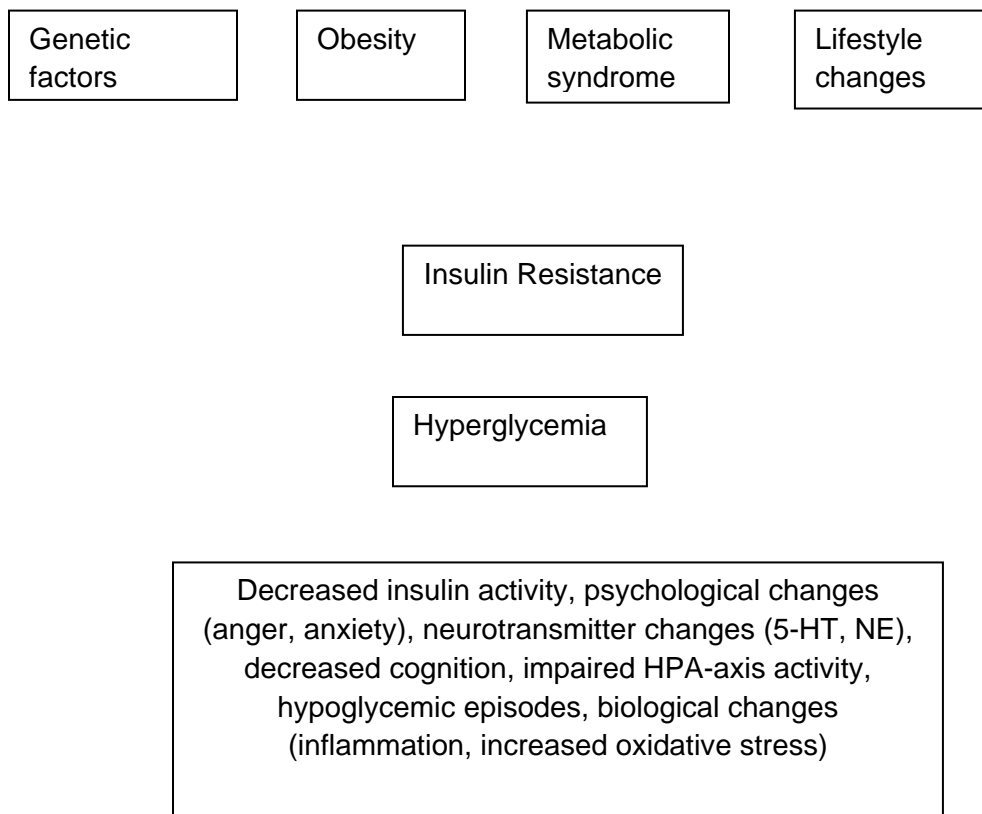 Genetic
factors
Obesity
Metabolic
syndrome
Lifestyle
changes
Insulin Resistance
Hyperglycemia
Decreased insulin activity, psychological changes
(anger, anxiety), neurotransmitter changes (5-HT, NE),
decreased cognition, impaired HPA-axis activity,
hypoglycemic episodes, biological changes
(inflammation, increased oxidative stress)